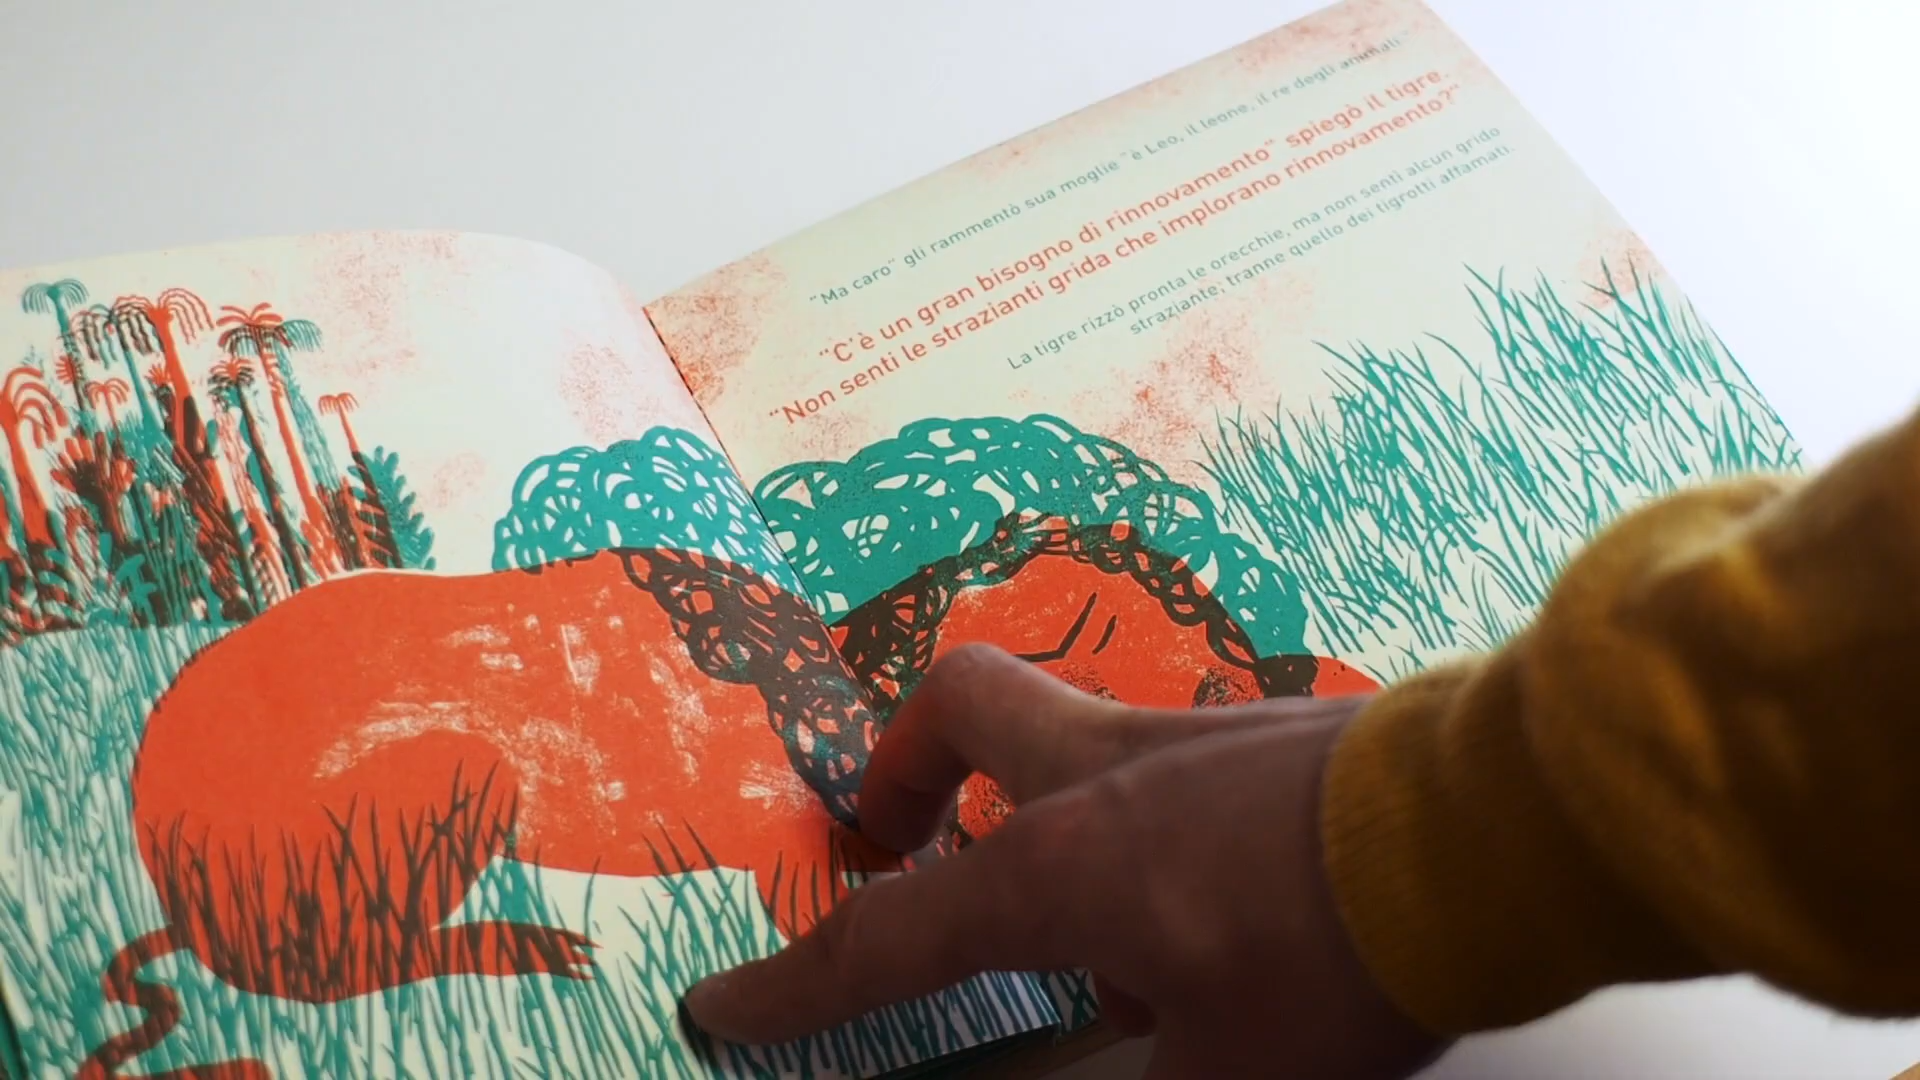 "Ma caro" gli rammentò sua moglie "è Leo, il leone, il re degli animali."
"C'è un gran bisogno di rinnovamento" spiegò il tigre.
"Non senti le strazianti grida che implorano rinnovamento?"
La tigre rizzò pronta le orecchie, ma non sentì alcun grido
straziante; tranne quello dei tigrotti affamati.